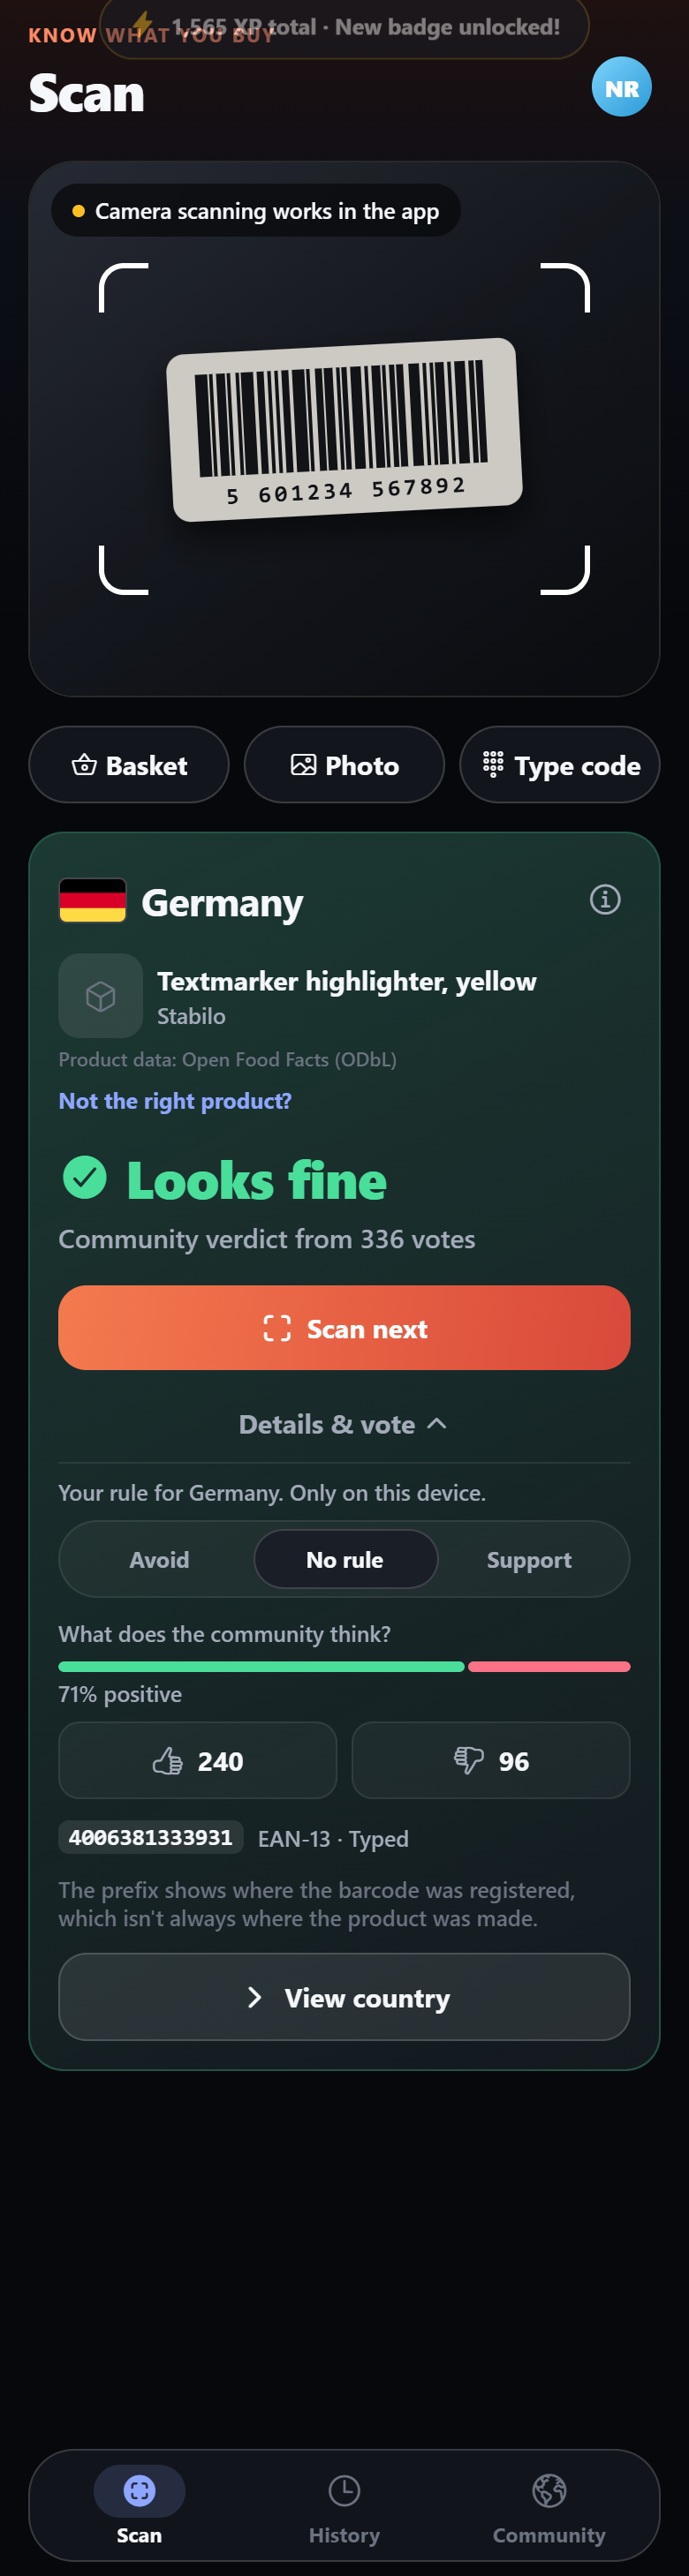 KNOW WHAT YOU BUY
1,565 XP total · New badge unlocked!
Scan
NR
Camera scanning works in the app
5 601234 567892
Basket
Photo
Type code
Germany
Textmarker highlighter, yellow
Stabilo
Product data: Open Food Facts (ODbL)
Not the right product?
Looks fine
Community verdict from 336 votes
Scan next
Details & vote
Your rule for Germany. Only on this device.
Avoid
No rule
Support
What does the community think?
71% positive
240
96
4006381333931 EAN-13 · Typed
The prefix shows where the barcode was registered,
which isn't always where the product was made.
View country
Scan
History
Community